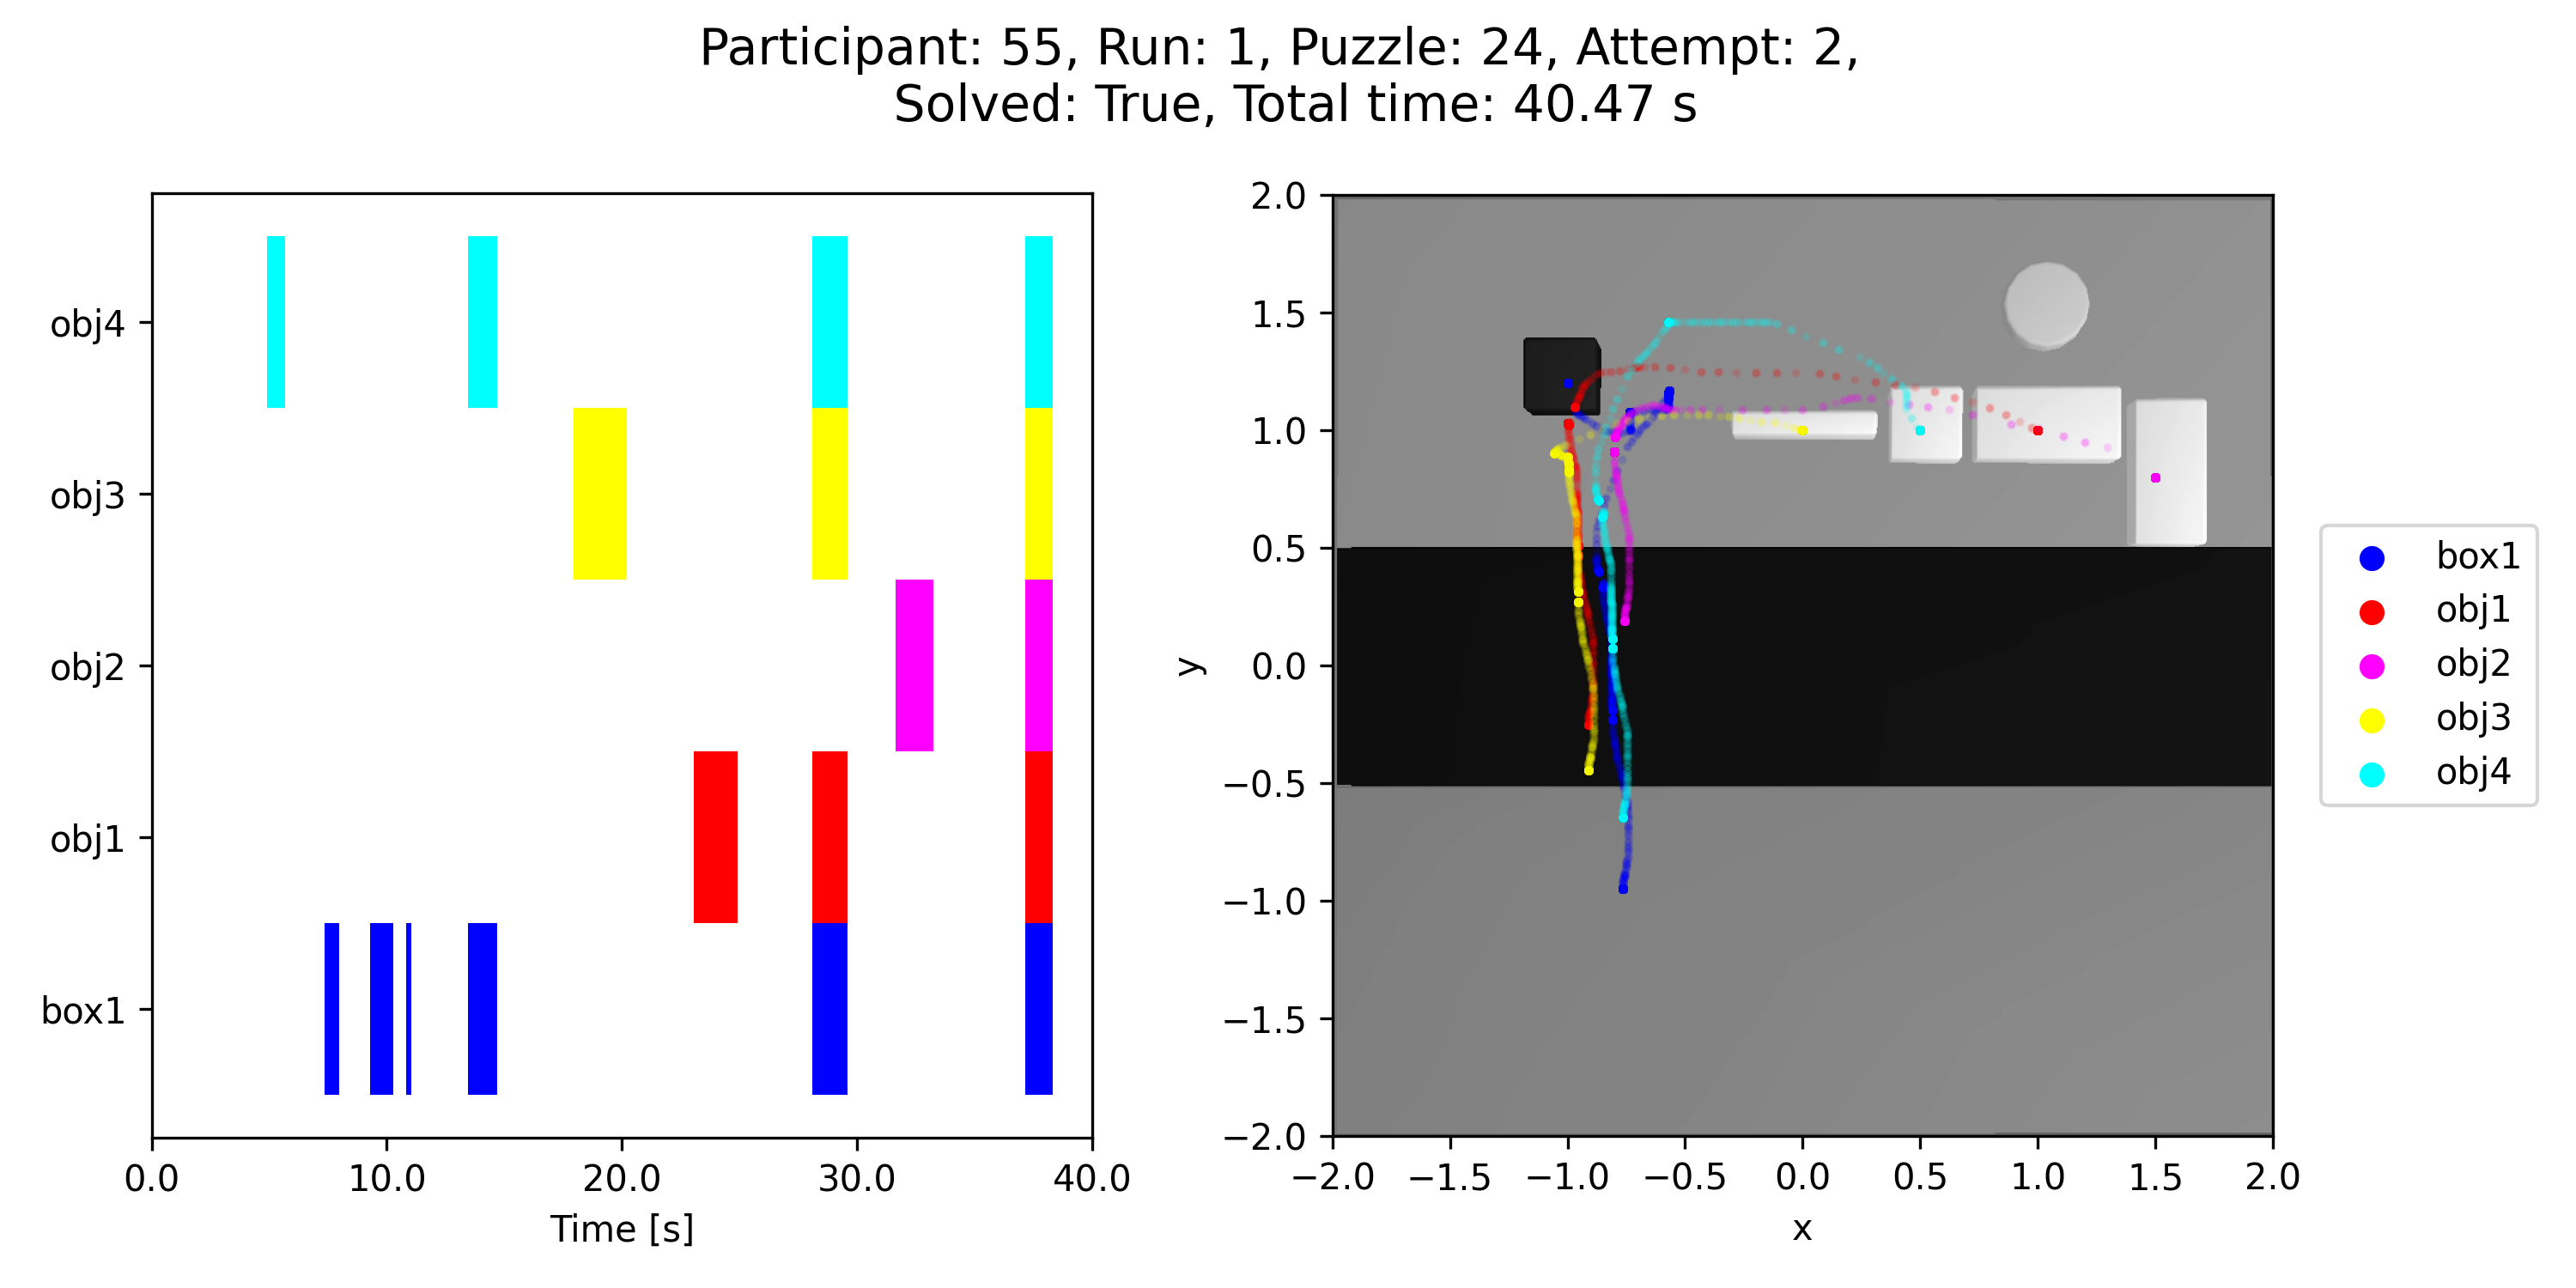 Participant: 55, Run: 1, Puzzle: 24, Attempt: 2,
Solved: True, Total time: 40.47 s
obj4
obj3
obj2
obj1
box1
0.0 10.0 20.0 30.0 40.0
Time [s]
2.0
1.5
1.0
0.5
0.0
−0.5
−1.0
−1.5
−2.0
y
−2.0 −1.5 −1.0 −0.5 0.0 0.5 1.0 1.5 2.0
x
box1
obj1
obj2
obj3
obj4